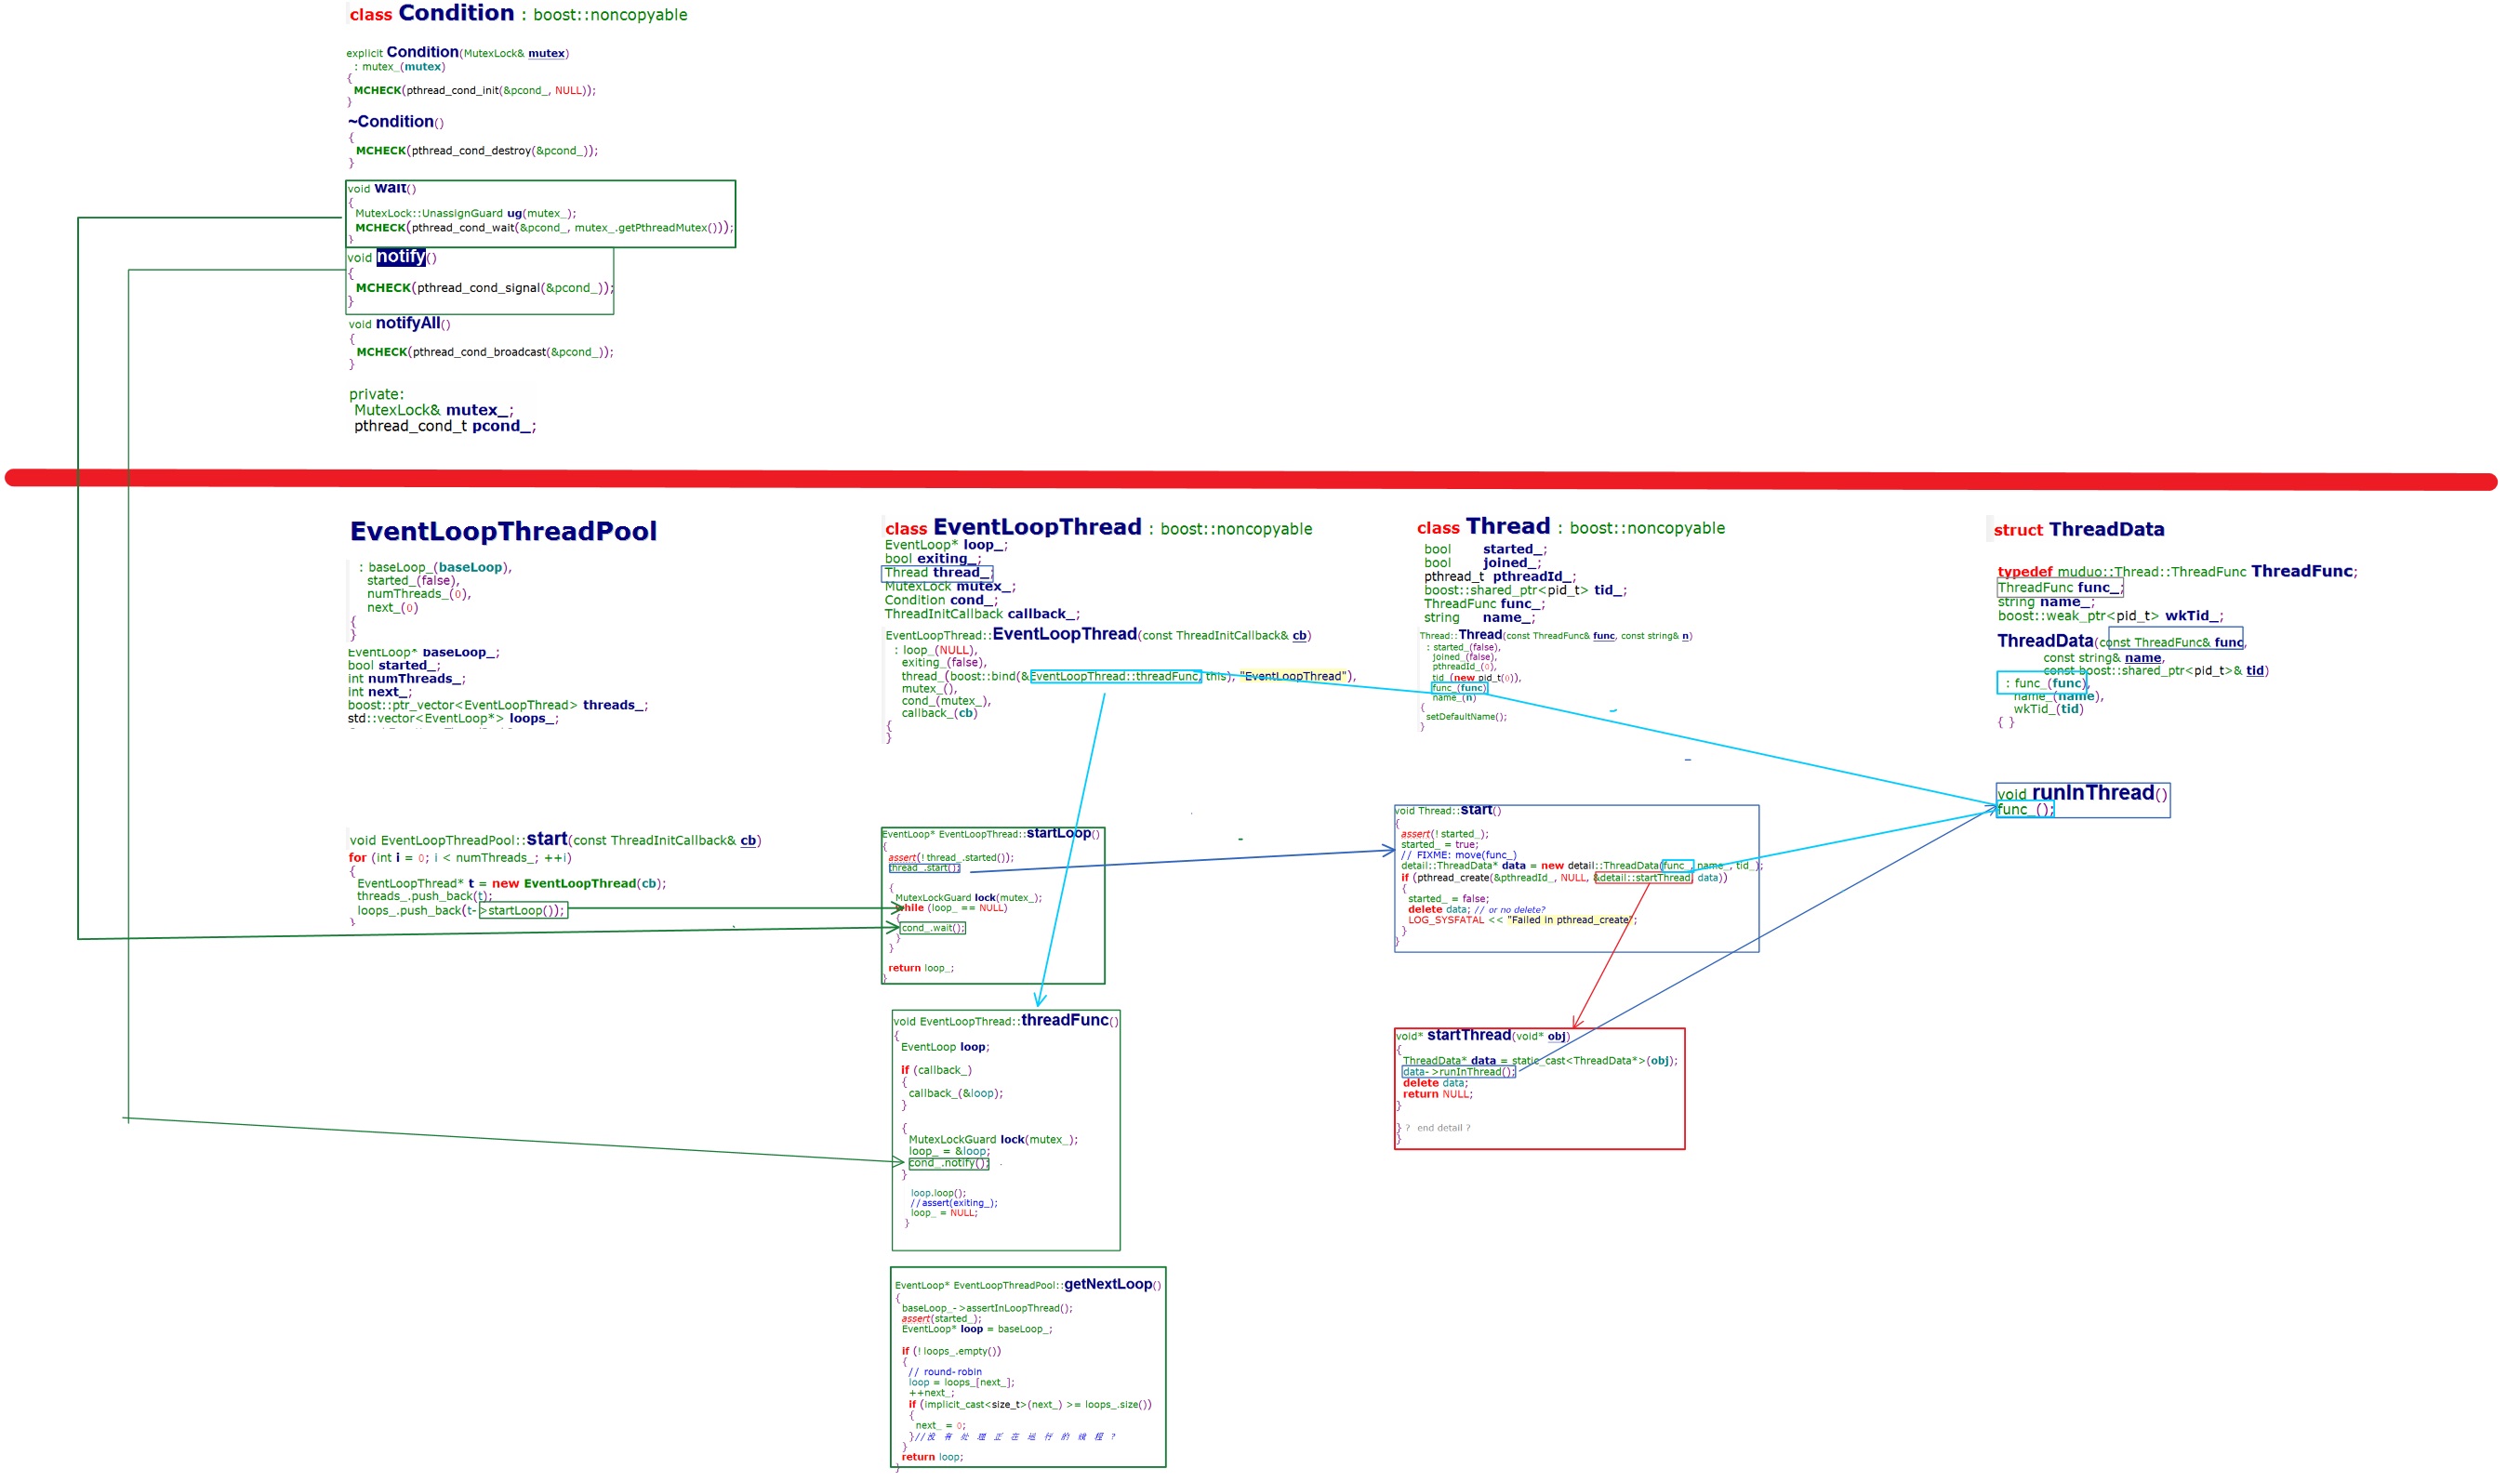 class Condition : boost::noncopyable
explicit Condition(MutexLock& mutex)
: mutex_(mutex)
{
MCHECK(pthread_cond_init(&pcond_, NULL));
}
~Condition()
{
MCHECK(pthread_cond_destroy(&pcond_));
}
void wait()
{
MutexLock::UnassignGuard ug(mutex_);
MCHECK(pthread_cond_wait(&pcond_, mutex_.getPthreadMutex()));
}
void notify()
{
MCHECK(pthread_cond_signal(&pcond_));
}
void notifyAll()
{
MCHECK(pthread_cond_broadcast(&pcond_));
}
private:
MutexLock& mutex_;
pthread_cond_t pcond_;
EventLoopThreadPool
: baseLoop_(baseLoop),
started_(false),
numThreads_(0),
next_(0)
{
}
EventLoop* baseLoop_;
bool started_;
int numThreads_;
int next_;
boost::ptr_vector<EventLoopThread> threads_;
std::vector<EventLoop*> loops_;
void EventLoopThreadPool::start(const ThreadInitCallback& cb)
for (int i = 0; i < numThreads_; ++i)
{
EventLoopThread* t = new EventLoopThread(cb);
threads_.push_back(t);
loops_.push_back(t->startLoop());
}
class EventLoopThread : boost::noncopyable
EventLoop* loop_;
bool exiting_;
Thread thread_;
MutexLock mutex_;
Condition cond_;
ThreadInitCallback callback_;
EventLoopThread::EventLoopThread(const ThreadInitCallback& cb)
: loop_(NULL),
exiting_(false),
thread_(boost::bind(&EventLoopThread::threadFunc, this), "EventLoopThread"),
mutex_(),
cond_(mutex_),
callback_(cb)
{
}
EventLoop* EventLoopThread::startLoop()
{
assert(! thread_.started());
thread_.start();
{
MutexLockGuard lock(mutex_);
while (loop_ == NULL)
{
cond_.wait();
}
}
return loop_;
}
void EventLoopThread::threadFunc()
{
EventLoop loop;
if (callback_)
{
callback_(&loop);
}
{
MutexLockGuard lock(mutex_);
loop_ = &loop;
cond_.notify();
}
loop.loop();
//assert(exiting_);
loop_ = NULL;
}
EventLoop* EventLoopThreadPool::getNextLoop()
{
baseLoop_->assertInLoopThread();
assert(started_);
EventLoop* loop = baseLoop_;
if (! loops_.empty())
{
// round-robin
loop = loops_[next_];
++next_;
if (implicit_cast<size_t>(next_) >= loops_.size())
{
next_ = 0;
}//没 有 处 理 正 在 运 行 的 线 程 ?
}
return loop;
}
class Thread : boost::noncopyable
bool started_;
bool joined_;
pthread_t pthreadId_;
boost::shared_ptr<pid_t> tid_;
ThreadFunc func_;
string name_;
Thread::Thread(const ThreadFunc& func, const string& n)
: started_(false),
joined_(false),
pthreadId_(0),
tid_(new pid_t(0)),
func_(func),
name_(n)
{
setDefaultName();
}
void Thread::start()
{
assert(! started_);
started_ = true;
// FIXME: move(func_)
detail::ThreadData* data = new detail::ThreadData(func_, name_, tid_);
if (pthread_create(&pthreadId_, NULL, &detail::startThread, data))
{
started_ = false;
delete data; // or no delete?
LOG_SYSFATAL << "Failed in pthread_create";
}
}
void* startThread(void* obj)
{
ThreadData* data = static_cast<ThreadData*>(obj);
data->runInThread();
delete data;
return NULL;
}
} ? end detail ?
}
struct ThreadData
typedef muduo::Thread::ThreadFunc ThreadFunc;
ThreadFunc func_;
string name_;
boost::weak_ptr<pid_t> wkTid_;
ThreadData(const ThreadFunc& func,
const string& name,
const boost::shared_ptr<pid_t>& tid)
: func_(func),
name_(name),
wkTid_(tid)
{ }
void runInThread()
func_();